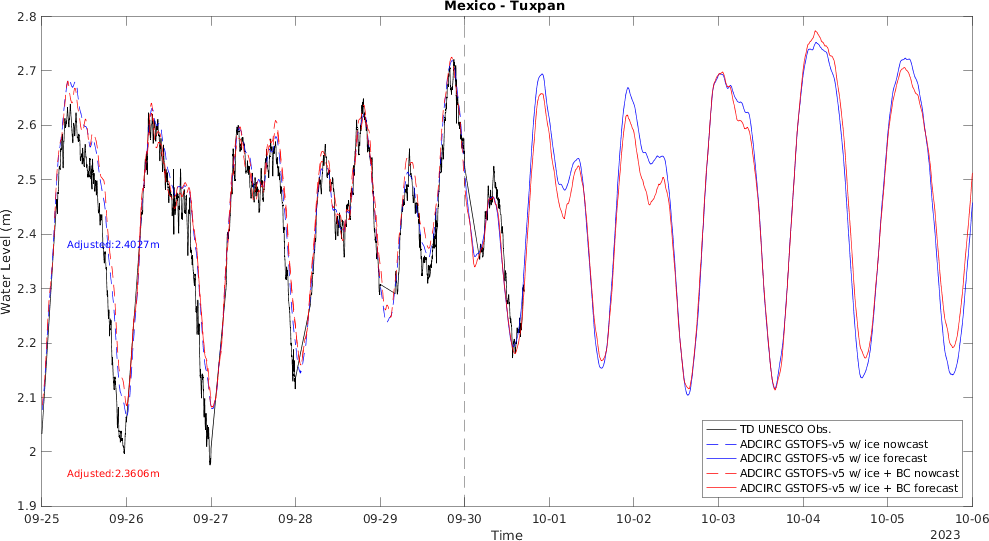 Mexico - Tuxpan
Water Level (m)
2.8
2.7
2.6
2.5
2.4
2.3
2.2
2.1
2
1.9
Adjusted:2.4027m
Adjusted:2.3606m
TD UNESCO Obs.
ADCIRC GSTOFS-v5 w/ ice nowcast
ADCIRC GSTOFS-v5 w/ ice forecast
ADCIRC GSTOFS-v5 w/ ice + BC nowcast
ADCIRC GSTOFS-v5 w/ ice + BC forecast
09-25 09-26 09-27 09-28 09-29 09-30 10-01 10-02 10-03 10-04 10-05 10-06
Time
2023